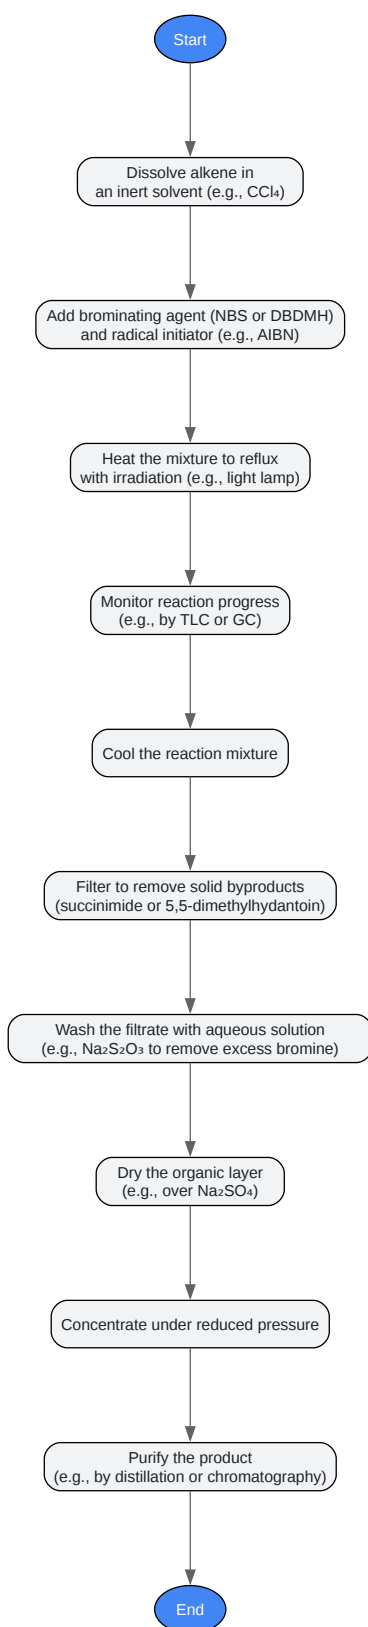 Start
Dissolve alkene in
an inert solvent (e.g., CCl₄)
Add brominating agent (NBS or DBDMH)
and radical initiator (e.g., AIBN)
Heat the mixture to reflux
with irradiation (e.g., light lamp)
Monitor reaction progress
(e.g., by TLC or GC)
Cool the reaction mixture
Filter to remove solid byproducts
(succinimide or 5,5-dimethylhydantoin)
Wash the filtrate with aqueous solution
(e.g., Na₂S₂O₃ to remove excess bromine)
Dry the organic layer
(e.g., over Na₂SO₄)
Concentrate under reduced pressure
Purify the product
(e.g., by distillation or chromatography)
End